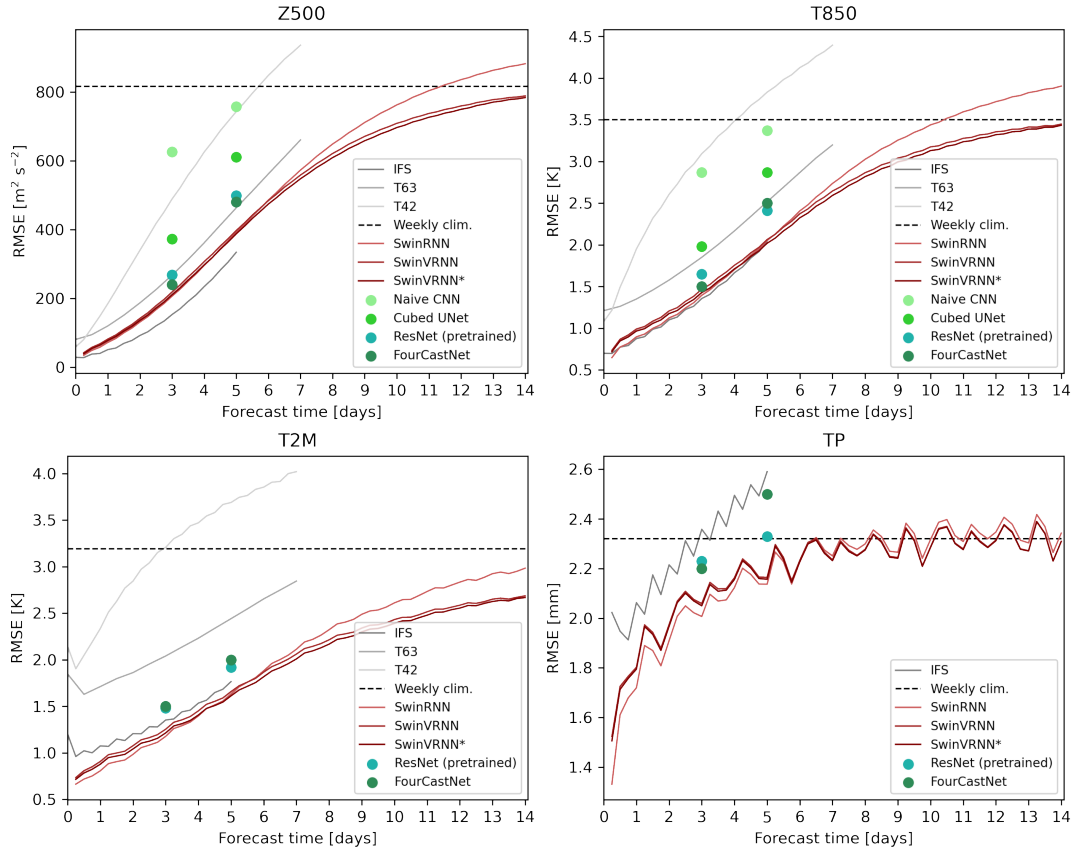 Z500
RMSE [m² s⁻²]
800
600
400
200
0
IFS
T63
T42
Weekly clim.
SwinRNN
SwinVRNN
SwinVRNN*
Naive CNN
Cubed UNet
ResNet (pretrained)
FourCastNet
0 1 2 3 4 5 6 7 8 9 10 11 12 13 14
Forecast time [days]
T850
RMSE [K]
4.5
4.0
3.5
3.0
2.5
2.0
1.5
1.0
0.5
IFS
T63
T42
Weekly clim.
SwinRNN
SwinVRNN
SwinVRNN*
Naive CNN
Cubed UNet
ResNet (pretrained)
FourCastNet
0 1 2 3 4 5 6 7 8 9 10 11 12 13 14
Forecast time [days]
T2M
RMSE [K]
4.0
3.5
3.0
2.5
2.0
1.5
1.0
0.5
IFS
T63
T42
Weekly clim.
SwinRNN
SwinVRNN
SwinVRNN*
ResNet (pretrained)
FourCastNet
0 1 2 3 4 5 6 7 8 9 10 11 12 13 14
Forecast time [days]
TP
RMSE [mm]
2.6
2.4
2.2
2.0
1.8
1.6
1.4
IFS
Weekly clim.
SwinRNN
SwinVRNN
SwinVRNN*
ResNet (pretrained)
FourCastNet
0 1 2 3 4 5 6 7 8 9 10 11 12 13 14
Forecast time [days]